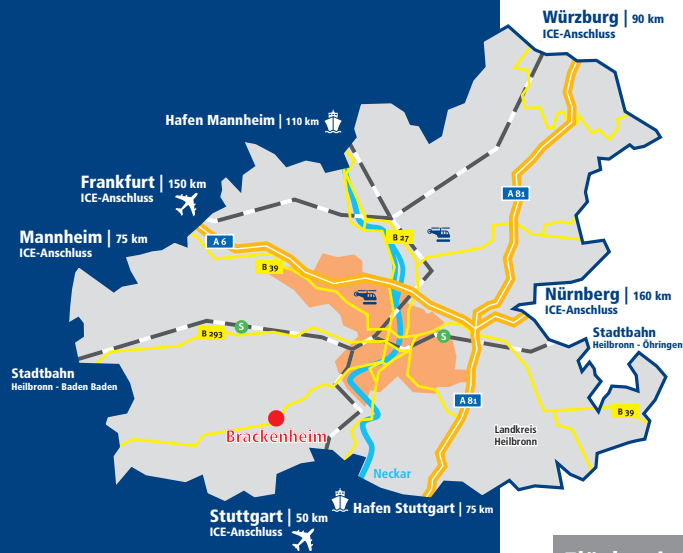 Würzburg | 90 km
ICE-Anschluss
Hafen Mannheim | 110 km
Frankfurt | 150 km
ICE-Anschluss
A 81
Mannheim | 75 km
ICE-Anschluss
A 6
B 27
B 39
Nürnberg | 160 km
ICE-Anschluss
B 293
S
S
Stadtbahn
Heilbronn - Öhringen
Stadtbahn
Heilbronn - Baden Baden
A 81
B 39
Brackenheim
Landkreis
Heilbronn
Neckar
Stuttgart | 50 km
ICE-Anschluss
Hafen Stuttgart | 75 km